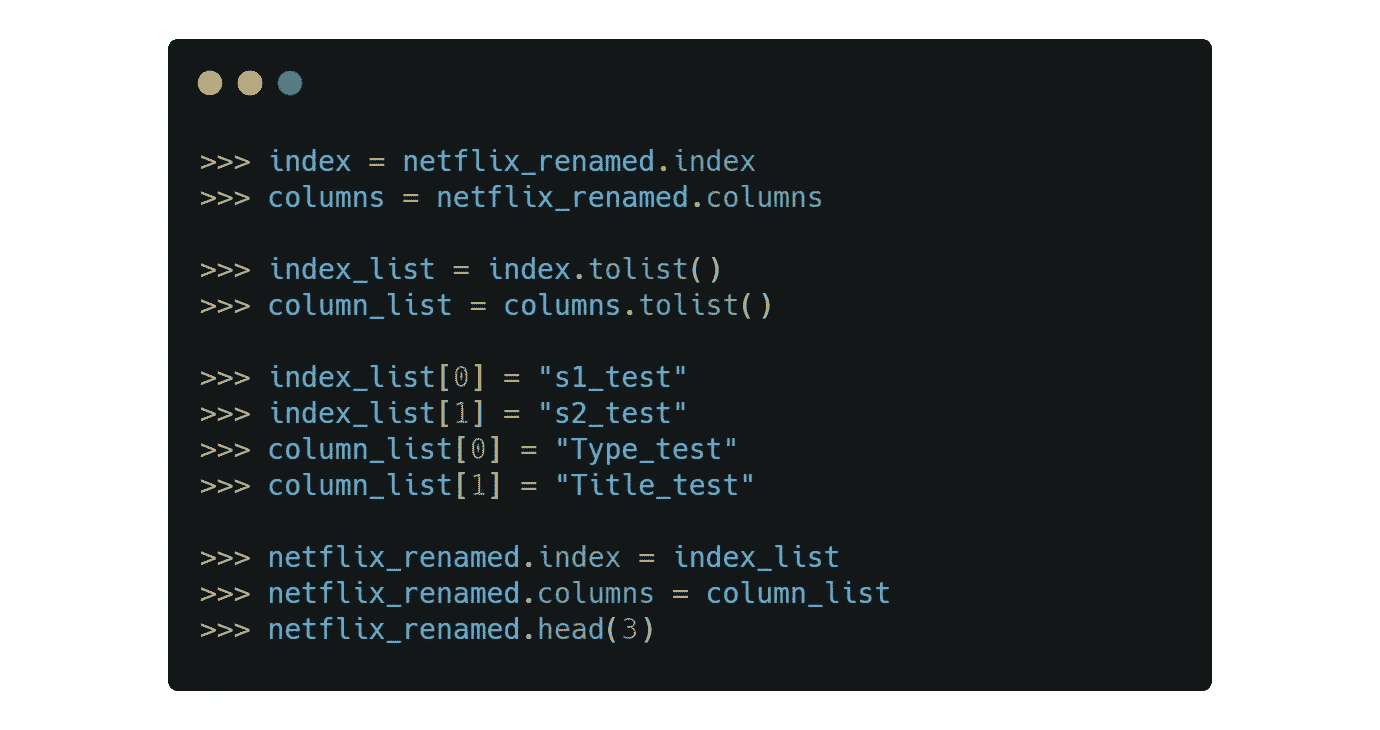 >>> index = netflix_renamed.index
>>> columns = netflix_renamed.columns
>>> index_list = index.tolist()
>>> column_list = columns.tolist()
>>> index_list[0] = "s1_test"
>>> index_list[1] = "s2_test"
>>> column_list[0] = "Type_test"
>>> column_list[1] = "Title_test"
>>> netflix_renamed.index = index_list
>>> netflix_renamed.columns = column_list
>>> netflix_renamed.head(3)